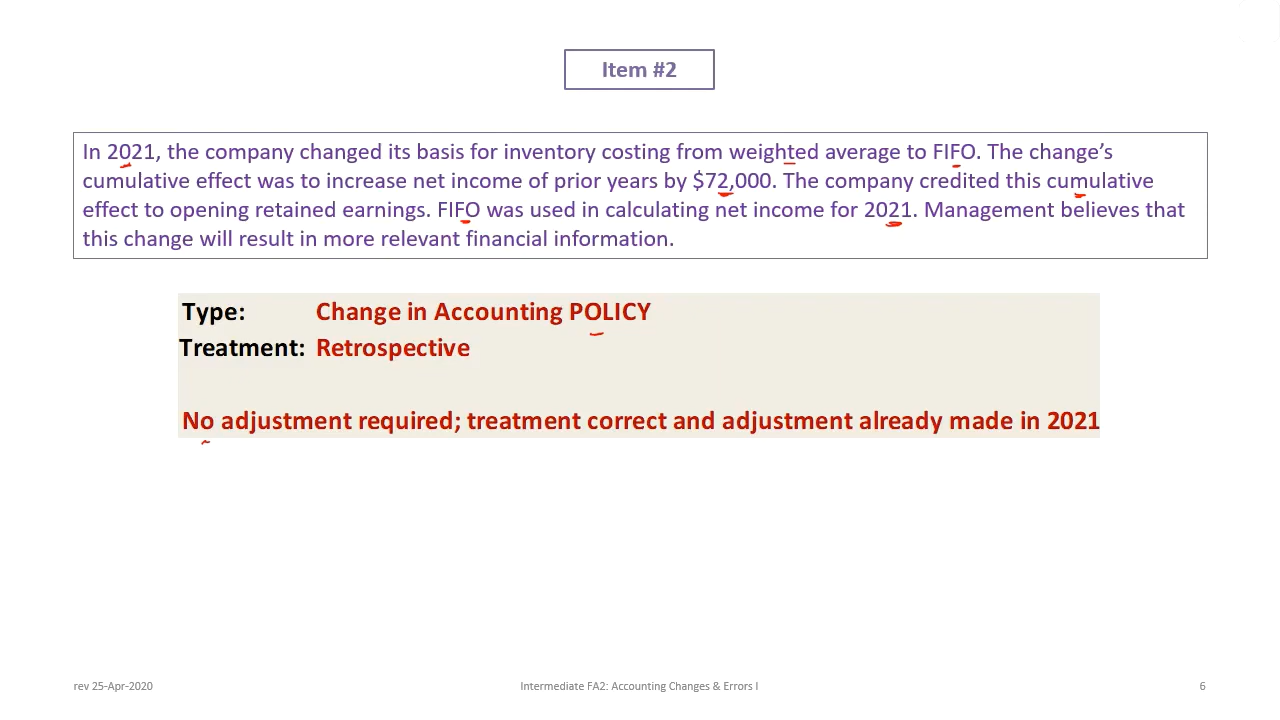 Item #2
In 2021, the company changed its basis for inventory costing from weighted average to FIFO. The change’s
cumulative effect was to increase net income of prior years by $72,000. The company credited this cumulative
effect to opening retained earnings. FIFO was used in calculating net income for 2021. Management believes that
this change will result in more relevant financial information.
Type: Change in Accounting POLICY
Treatment: Retrospective
No adjustment required; treatment correct and adjustment already made in 2021
rev 25-Apr-2020 Intermediate FA2: Accounting Changes & Errors I 6